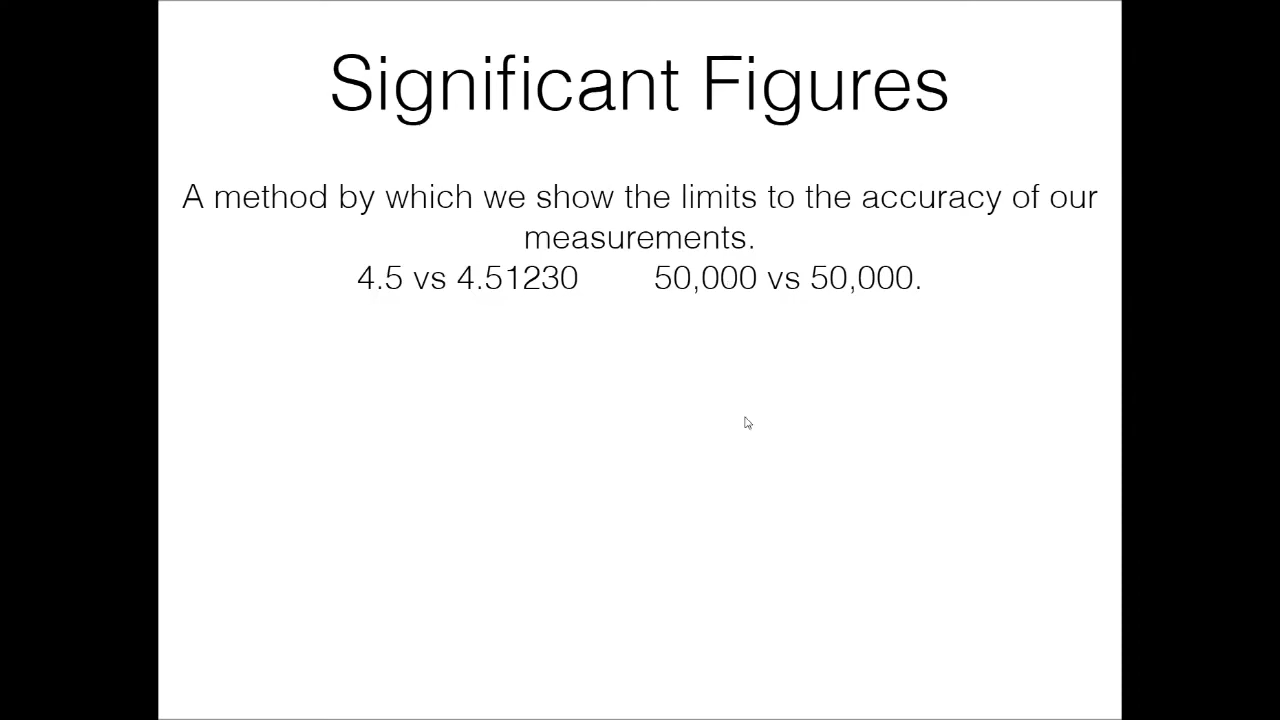 Significant Figures
A method by which we show the limits to the accuracy of our
measurements.
4.5 vs 4.51230 50,000 vs 50,000.